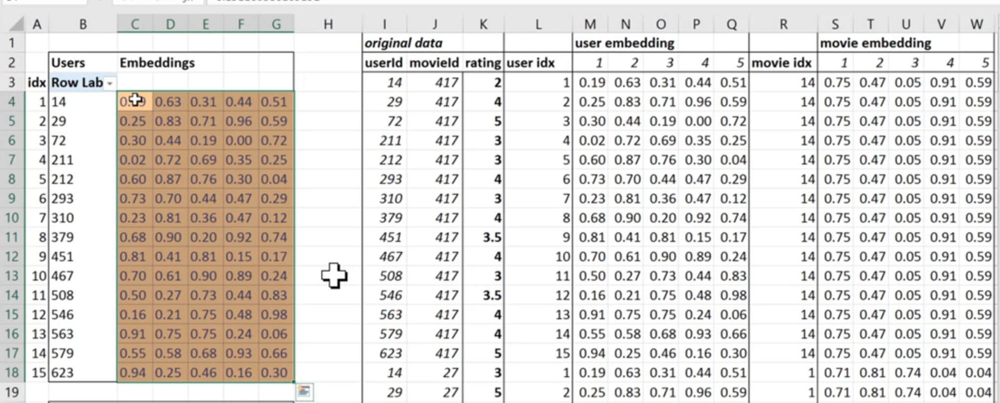 A B C D E F G H I J K L M N O P Q R S T U V W
1 original data user embedding movie embedding
2 Users Embeddings userId movieId rating user idx 1 2 3 4 5 movie idx 1 2 3 4 5
3 idx Row Lab 14 417 2 1 0.19 0.63 0.31 0.44 0.51 14 0.75 0.47 0.05 0.91 0.59
4 1 14 0.63 0.31 0.44 0.51 29 417 4 2 0.25 0.83 0.71 0.96 0.59 14 0.75 0.47 0.05 0.91 0.59
5 2 29 0.25 0.83 0.71 0.96 0.59 72 417 5 3 0.30 0.44 0.19 0.00 0.72 14 0.75 0.47 0.05 0.91 0.59
6 3 72 0.30 0.44 0.19 0.00 0.72 211 417 3 4 0.02 0.72 0.69 0.35 0.25 14 0.75 0.47 0.05 0.91 0.59
7 4 211 0.02 0.72 0.69 0.35 0.25 212 417 3 5 0.60 0.87 0.76 0.30 0.04 14 0.75 0.47 0.05 0.91 0.59
8 5 212 0.60 0.87 0.76 0.30 0.04 293 417 4 6 0.73 0.70 0.44 0.47 0.29 14 0.75 0.47 0.05 0.91 0.59
9 6 293 0.73 0.70 0.44 0.47 0.29 310 417 3 7 0.23 0.81 0.36 0.47 0.12 14 0.75 0.47 0.05 0.91 0.59
10 7 310 0.23 0.81 0.36 0.47 0.12 379 417 4 8 0.68 0.90 0.20 0.92 0.74 14 0.75 0.47 0.05 0.91 0.59
11 8 379 0.68 0.90 0.20 0.92 0.74 451 417 3.5 9 0.81 0.41 0.81 0.15 0.17 14 0.75 0.47 0.05 0.91 0.59
12 9 451 0.81 0.41 0.81 0.15 0.17 467 417 4 10 0.70 0.61 0.90 0.89 0.24 14 0.75 0.47 0.05 0.91 0.59
13 10 467 0.70 0.61 0.90 0.89 0.24 508 417 3 11 0.50 0.27 0.73 0.44 0.83 14 0.75 0.47 0.05 0.91 0.59
14 11 508 0.50 0.27 0.73 0.44 0.83 546 417 3.5 12 0.16 0.21 0.75 0.48 0.98 14 0.75 0.47 0.05 0.91 0.59
15 12 546 0.16 0.21 0.75 0.48 0.98 563 417 4 13 0.91 0.75 0.75 0.24 0.06 14 0.75 0.47 0.05 0.91 0.59
16 13 563 0.91 0.75 0.75 0.24 0.06 579 417 4 14 0.55 0.58 0.68 0.93 0.66 14 0.75 0.47 0.05 0.91 0.59
17 14 579 0.55 0.58 0.68 0.93 0.66 623 417 5 15 0.94 0.25 0.46 0.16 0.30 14 0.75 0.47 0.05 0.91 0.59
18 15 623 0.94 0.25 0.46 0.16 0.30 14 27 3 1 0.19 0.63 0.31 0.44 0.51 1 0.71 0.81 0.74 0.04 0.04
19 29 27 5 2 0.25 0.83 0.71 0.96 0.59 1 0.71 0.81 0.74 0.04 0.04